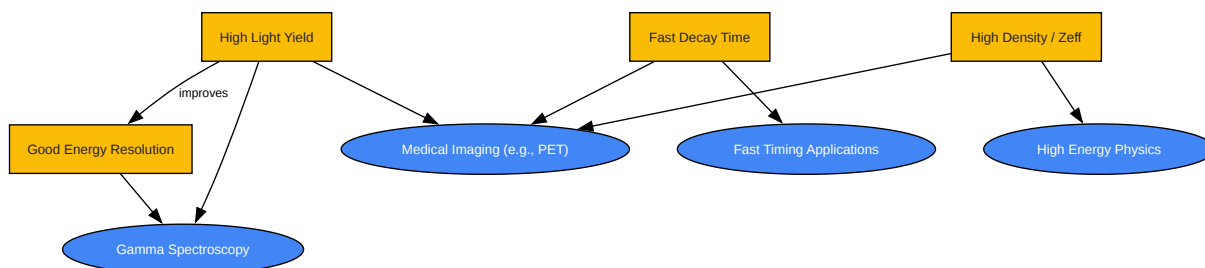 High Light Yield
Fast Decay Time
High Density / Zeff
improves
Good Energy Resolution
Medical Imaging (e.g., PET)
Fast Timing Applications
High Energy Physics
Gamma Spectroscopy